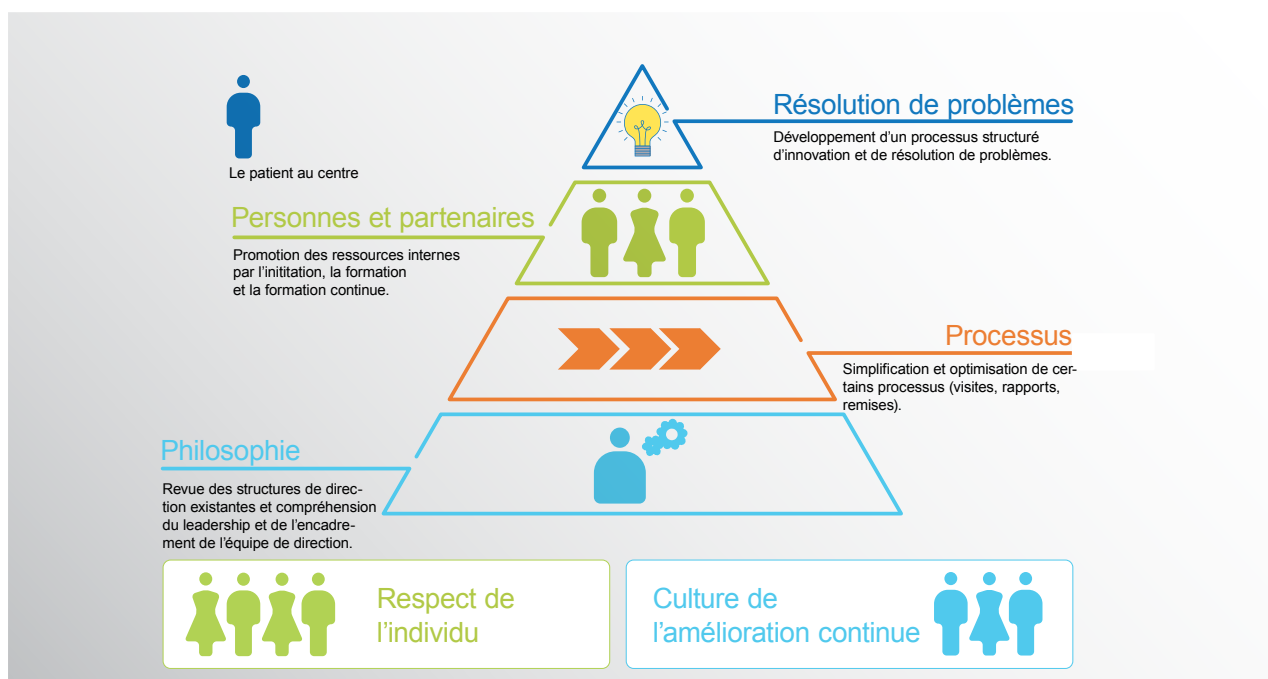 Résolution de problèmes
Développement d'un processus structuré
d'innovation et de résolution de problèmes.
Le patient au centre
Personnes et partenaires
Promotion des ressources internes
par l'inititation, la formation
et la formation continue.
Processus
Simplification et optimisation de cer-
tains processus (visites, rapports,
remises).
Philosophie
Revue des structures de direc-
tion existantes et compréhension
du leadership et de l'encadre-
ment de l'équipe de direction.
Respect de
l'individu
Culture de
l'amélioration continue